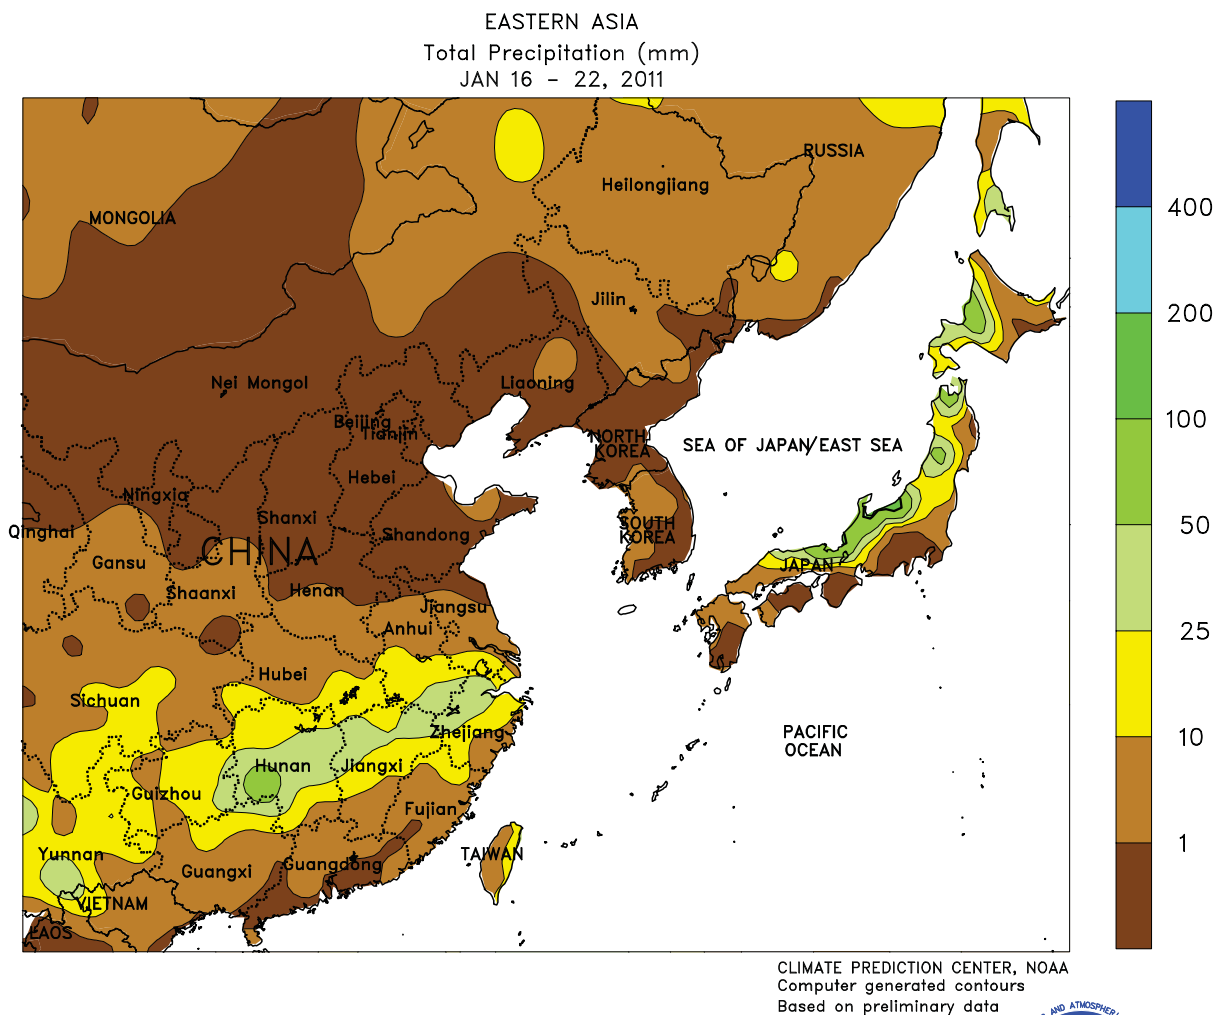 EASTERN ASIA
Total Precipitation (mm)
JAN 16 - 22, 2011
RUSSIA
Heilongjiang
MONGOLIA
400
200
100
50
25
10
1
Jilin
Nei Mongol
Liaoning
Beijing
Tianjin
NORTH
KOREA
SEA OF JAPAN/EAST SEA
Hebei
Ningxia
Shanxi
Qinghai
SOUTH
KOREA
Shandong
CHINA
Gansu
JAPAN
Shaanxi
Henan
Jiangsu
Anhui
Hubei
Sichuan
Zhejiang
PACIFIC
OCEAN
Hunan
Jiangxi
Guizhou
Fujian
Yunnan
TAIWAN
Guangxi
Guangdong
VIETNAM
LAOS
CLIMATE PREDICTION CENTER, NOAA
Computer generated contours
Based on preliminary data
AND